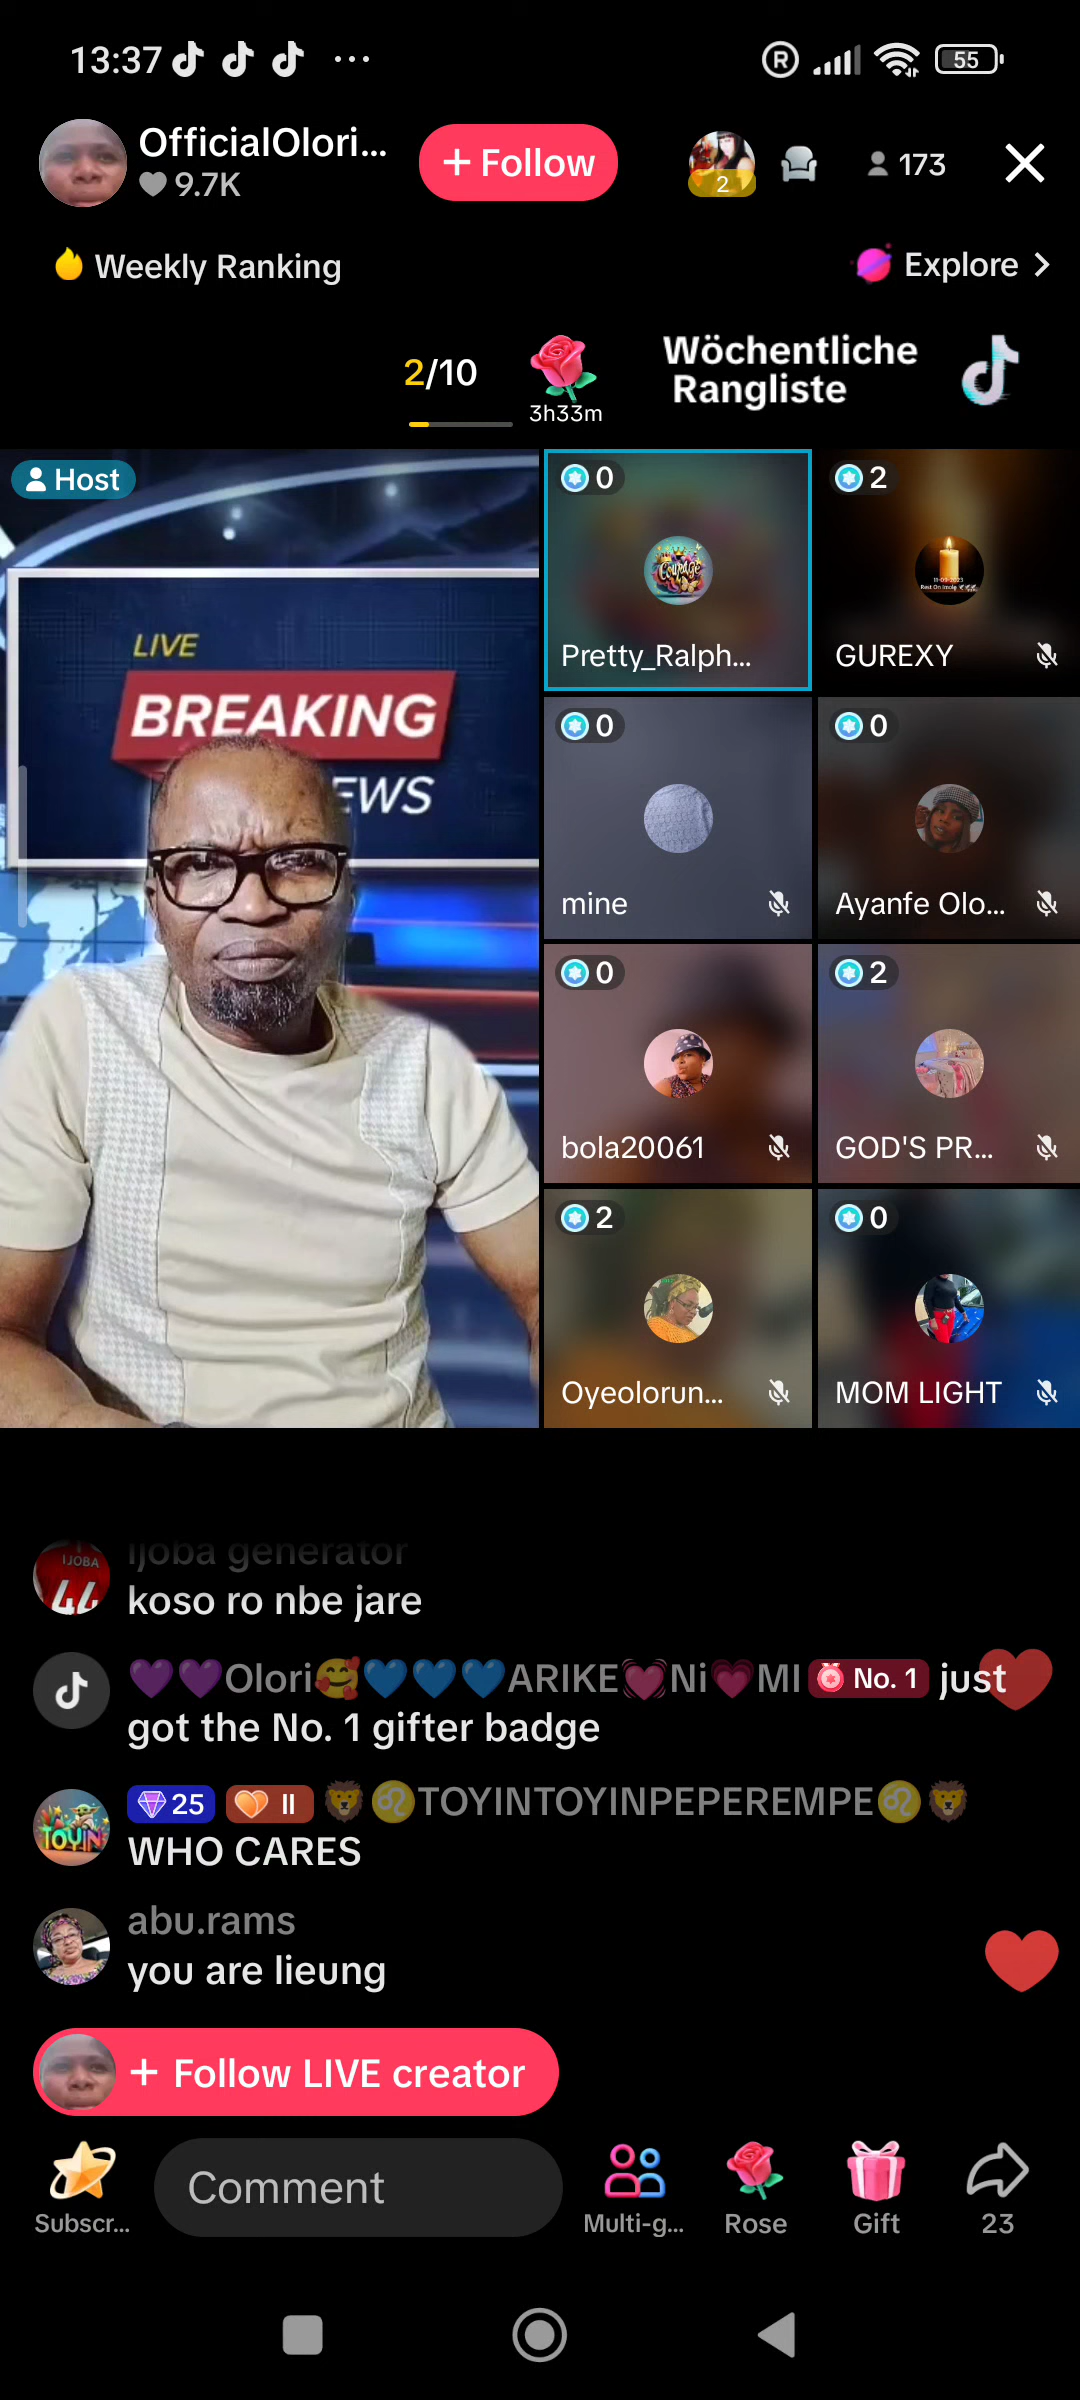 13:37
R
55
OfficialOlori...
9.7K
+ Follow
2
173
Weekly Ranking
Explore
2/10
3h33m
Wöchentliche
Rangliste
Host
LIVE
BREAKING
EWS
0
Courage
Pretty_Ralph...
2
GUREXY
0
mine
0
Ayanfe Olo...
0
bola20061
2
GOD'S PR...
2
Oyeolorun...
0
MOM LIGHT
Ijoba generator
IJOBA
44
koso ro nbe jare
💜💜Olori🥰💙💙💙ARIKE💓Ni💗MI No. 1 just
got the No. 1 gifter badge
25 II 🦁♌TOYINTOYINPEPEREMPE♌🦁
TOYIN
WHO CARES
abu.rams
you are lieung
+ Follow LIVE creator
Subscr...
Comment
Multi-g...
Rose
Gift
23